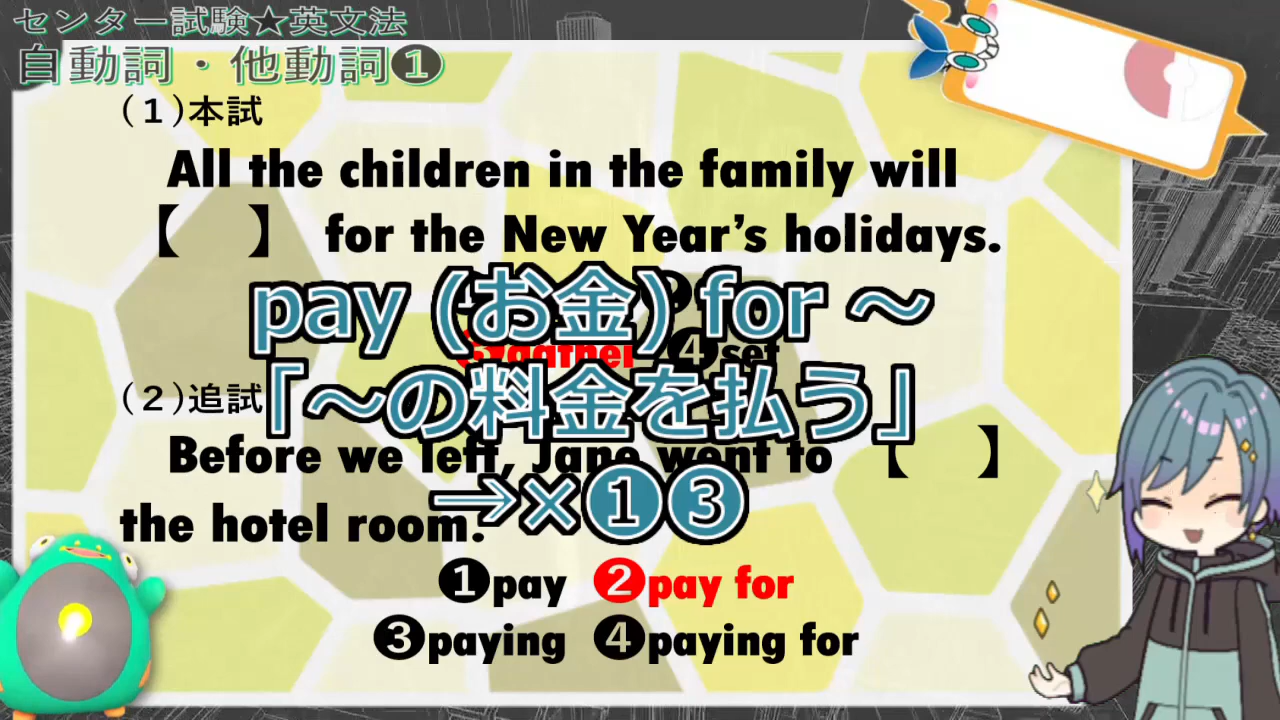 センター試験★英文法
自動詞・他動詞❶
(１)本試
All the children in the family will
【　　】 for the New Year's holidays.
pay (お金) for ～
❸gather ❹set
「～の料金を払う」
(２)追試
Before we left, Jane went to 【　　】
→×❶❸
the hotel room.
❶pay ❷pay for
❸paying ❹paying for